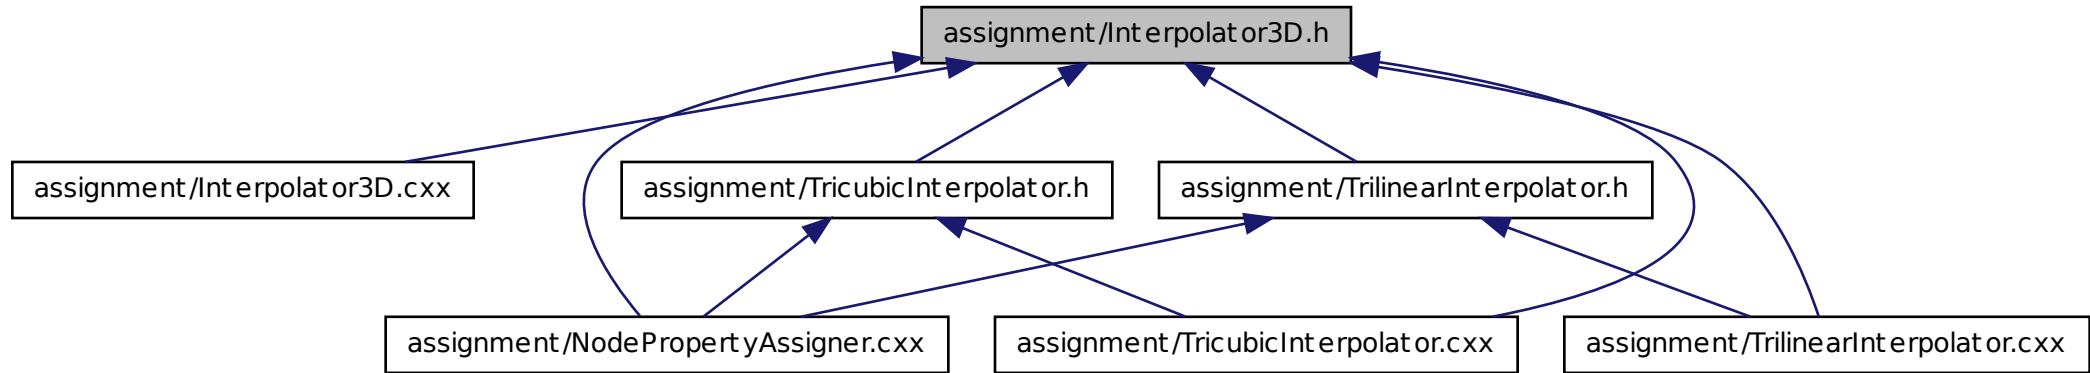 assignment/Interpolator3D.h
assignment/Interpolator3D.cxx
assignment/TricubicInterpolator.h
assignment/TrilinearInterpolator.h
assignment/NodePropertyAssigner.cxx
assignment/TricubicInterpolator.cxx
assignment/TrilinearInterpolator.cxx